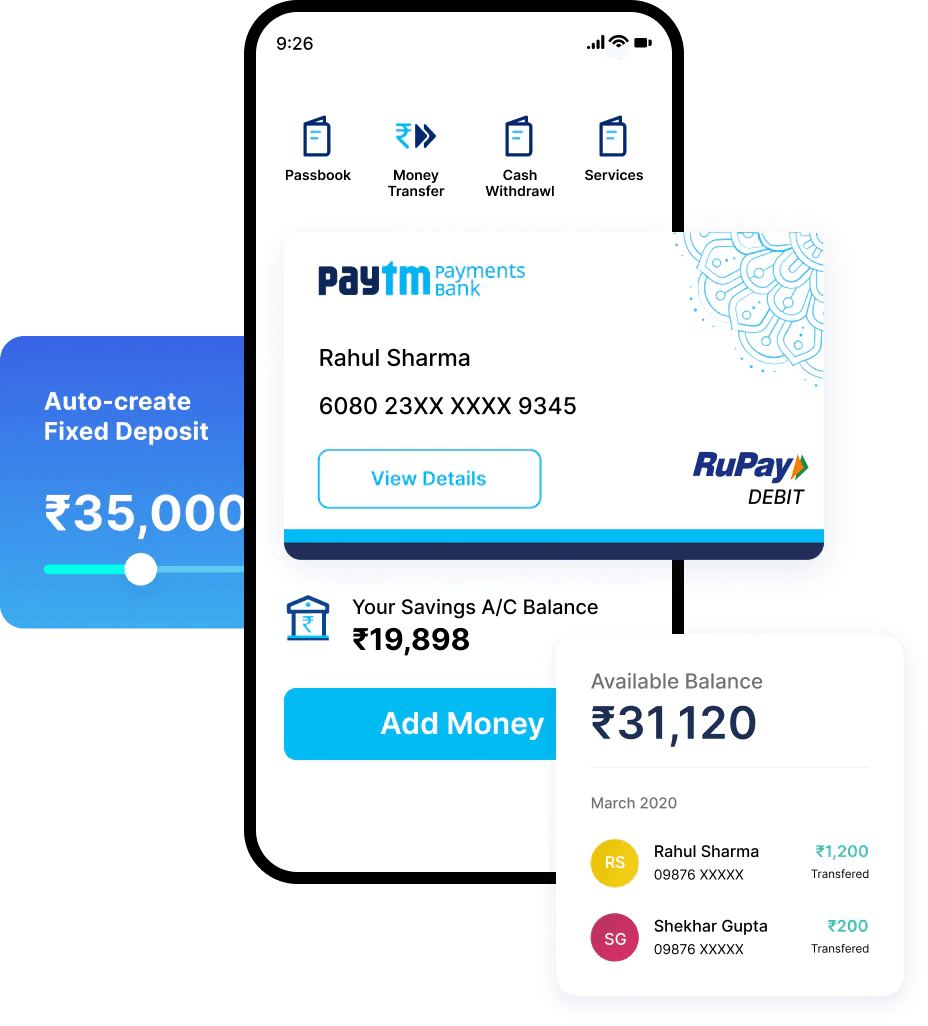 9:26
Passbook
Money
Transfer
Cash
Withdrawl
Services
paytm Payments
Bank
Rahul Sharma
6080 23XX XXXX 9345
View Details
RuPay
DEBIT
Auto-create
Fixed Deposit
₹35,000
Your Savings A/C Balance
₹19,898
Add Money
Available Balance
₹31,120
March 2020
RS
Rahul Sharma
₹1,200
09876 XXXXX
Transfered
SG
Shekhar Gupta
₹200
09876 XXXXX
Transfered